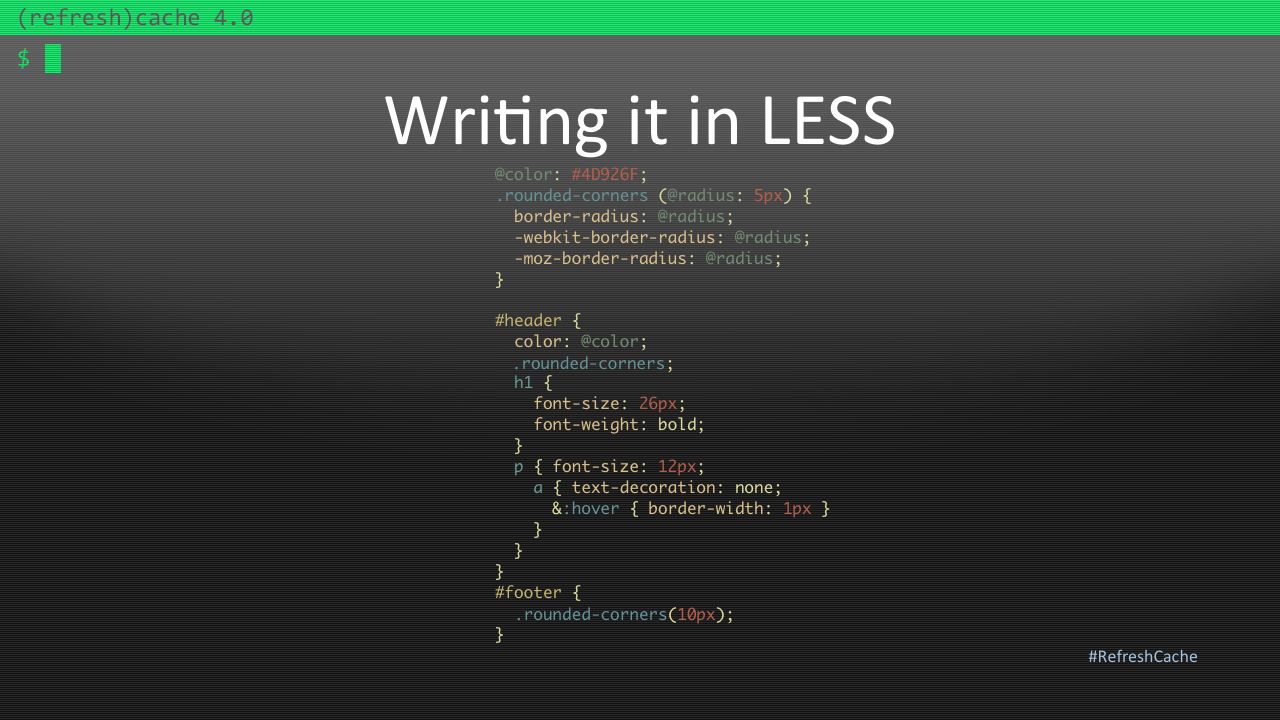 (refresh)cache 4.0
$
Writing it in LESS
@color: #4D926F;
.rounded-corners (@radius: 5px) {
  border-radius: @radius;
  -webkit-border-radius: @radius;
  -moz-border-radius: @radius;
}
#header {
  color: @color;
  .rounded-corners;
  h1 {
    font-size: 26px;
    font-weight: bold;
  }
  p { font-size: 12px;
    a { text-decoration: none;
      &:hover { border-width: 1px }
    }
  }
}
#footer {
  .rounded-corners(10px);
}
#RefreshCache